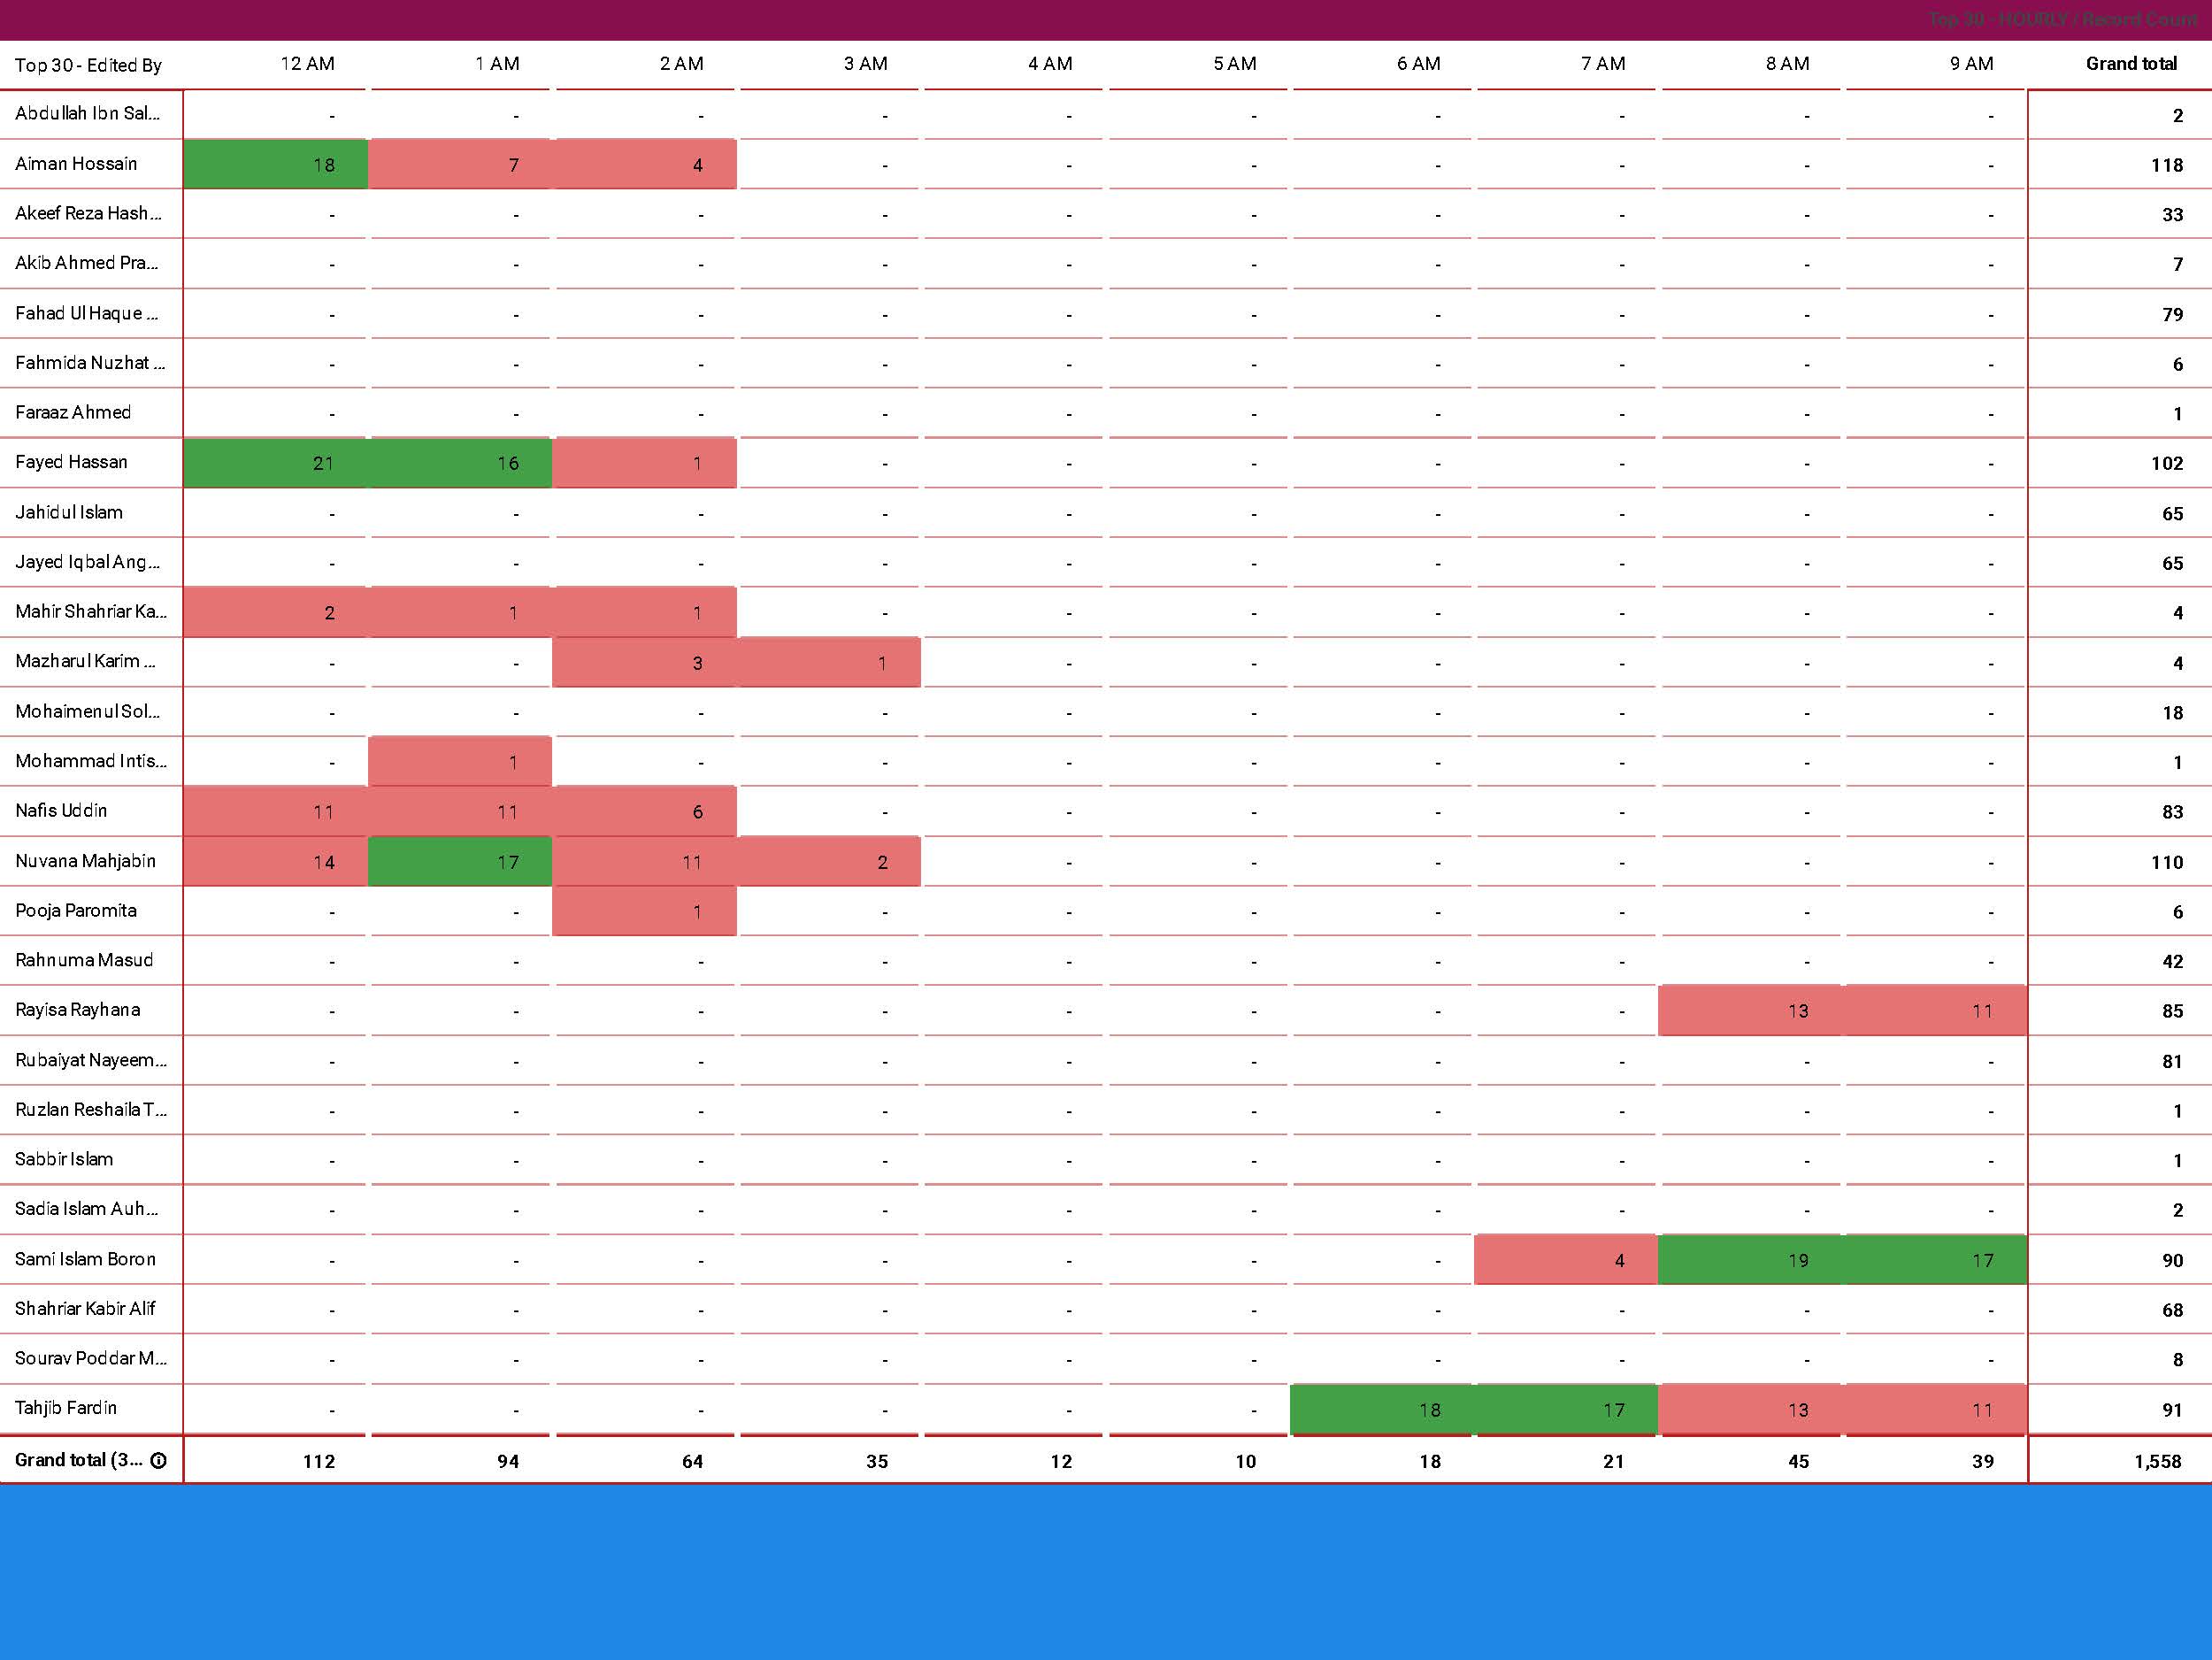 Top 30 - HOURLY / Record Count
Top 30 - Edited By 12 AM 1 AM 2 AM 3 AM 4 AM 5 AM 6 AM 7 AM 8 AM 9 AM Grand total
Abdullah Ibn Sal... - - - - - - - - - - 2
Aiman Hossain 18 7 4 - - - - - - - 118
Akeef Reza Hash... - - - - - - - - - - 33
Akib Ahmed Pra... - - - - - - - - - - 7
Fahad Ul Haque ... - - - - - - - - - - 79
Fahmida Nuzhat ... - - - - - - - - - - 6
Faraaz Ahmed - - - - - - - - - - 1
Fayed Hassan 21 16 1 - - - - - - - 102
Jahidul Islam - - - - - - - - - - 65
Jayed Iqbal Ang... - - - - - - - - - - 65
Mahir Shahriar Ka... 2 1 1 - - - - - - - 4
Mazharul Karim ... - - 3 1 - - - - - - 4
Mohaimenul Sol... - - - - - - - - - - 18
Mohammad Intis... - 1 - - - - - - - - 1
Nafis Uddin 11 11 6 - - - - - - - 83
Nuvana Mahjabin 14 17 11 2 - - - - - - 110
Pooja Paromita - - 1 - - - - - - - 6
Rahnuma Masud - - - - - - - - - - 42
Rayisa Rayhana - - - - - - - - 13 11 85
Rubaiyat Nayeem... - - - - - - - - - - 81
Ruzlan Reshaila T... - - - - - - - - - - 1
Sabbir Islam - - - - - - - - - - 1
Sadia Islam Auh... - - - - - - - - - - 2
Sami Islam Boron - - - - - - - 4 19 17 90
Shahriar Kabir Alif - - - - - - - - - - 68
Sourav Poddar M... - - - - - - - - - - 8
Tahjib Fardin - - - - - - 18 17 13 11 91
Grand total (3... 112 94 64 35 12 10 18 21 45 39 1,558